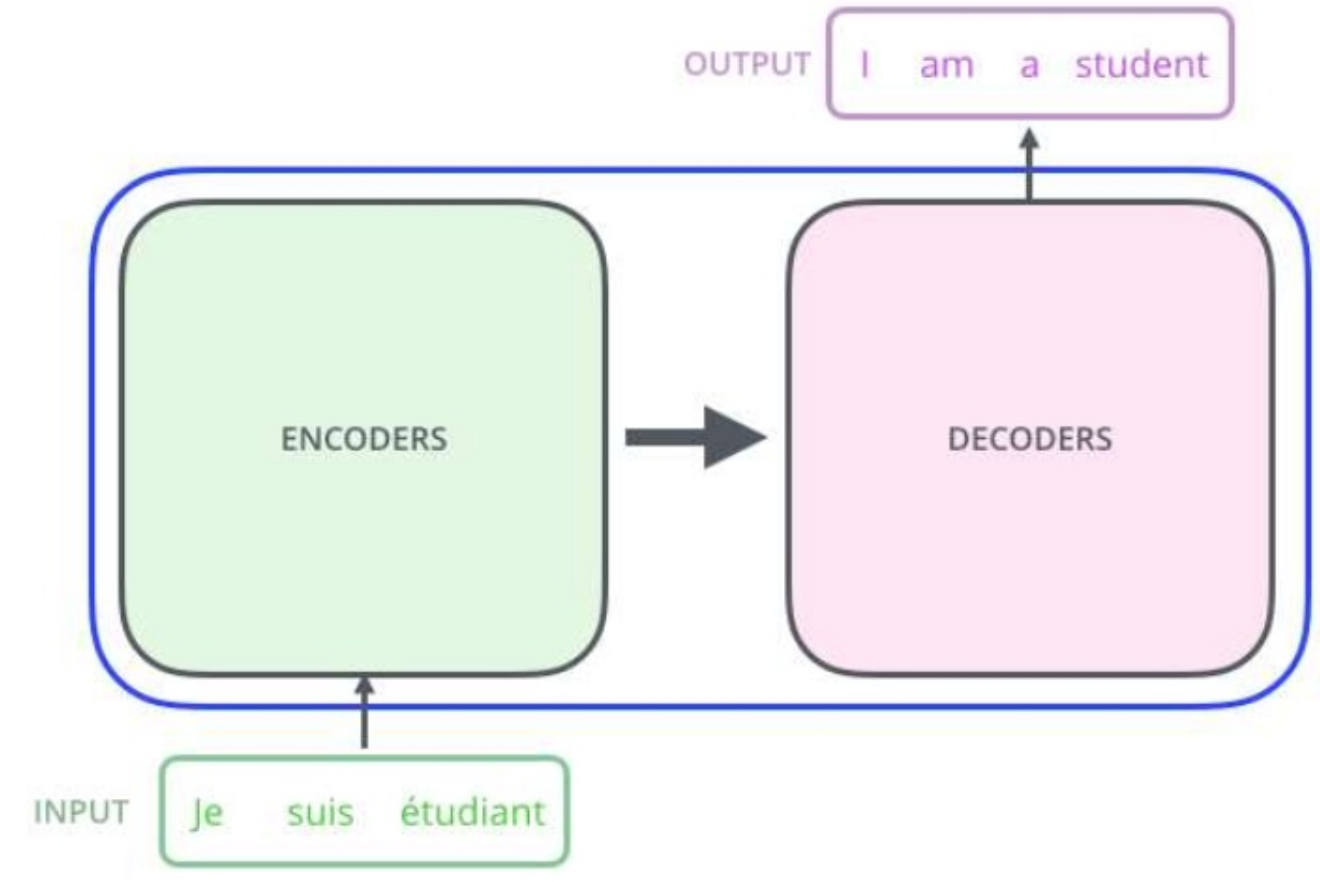 OUTPUT I am a student
ENCODERS DECODERS
INPUT Je suis étudiant